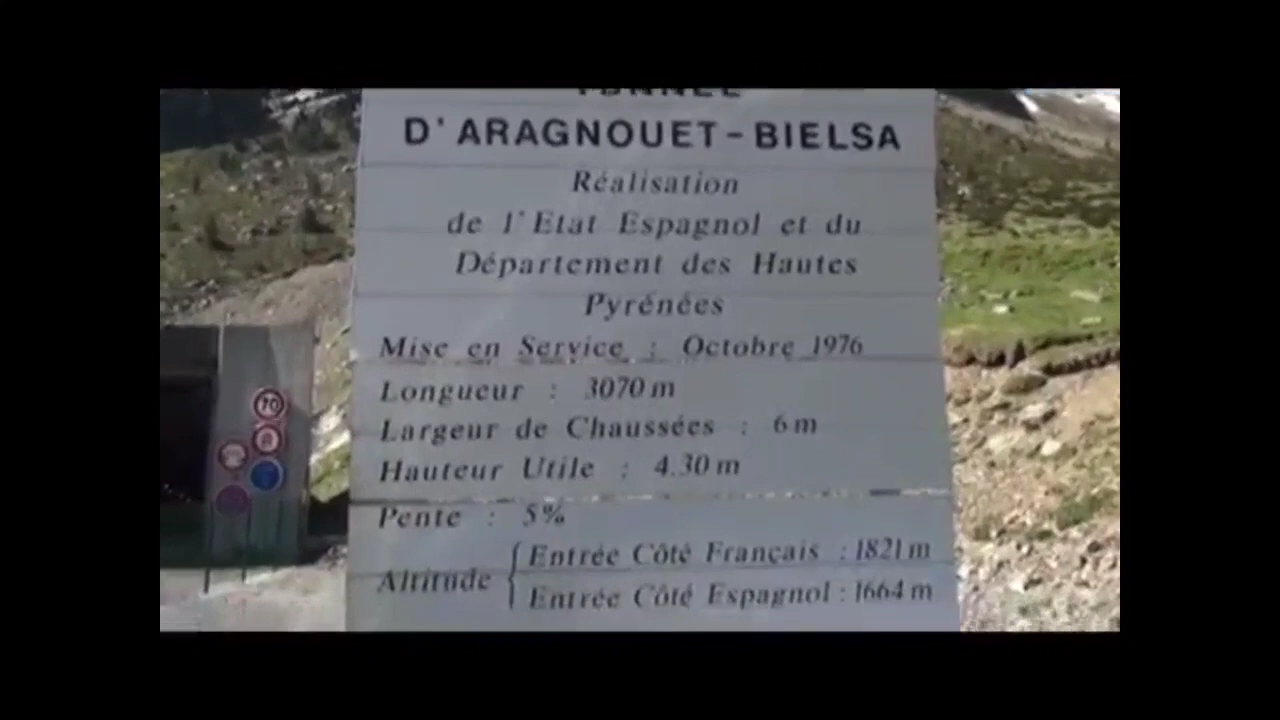 TUNNEL
D'ARAGNOUET-BIELSA
Réalisation
de l'Etat Espagnol et du
Département des Hautes
Pyrénées
Mise en Service : Octobre 1976
Longueur : 3070 m
Largeur de Chaussées : 6 m
Hauteur Utile : 4.30 m
Pente : 5%
Altitude { Entrée Côté Français : 1821 m
Entrée Côté Espagnol : 1664 m
70